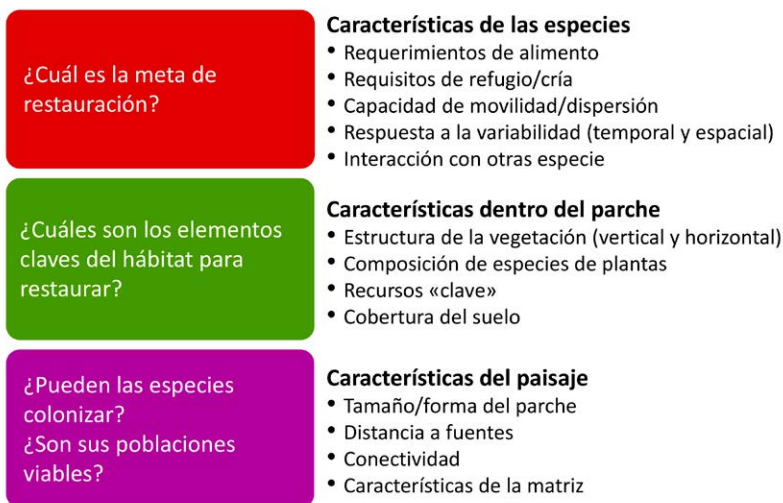 ¿Cuál es la meta de
restauración?
Características de las especies
• Requerimientos de alimento
• Requisitos de refugio/cría
• Capacidad de movilidad/dispersión
• Respuesta a la variabilidad (temporal y espacial)
• Interacción con otras especie
¿Cuáles son los elementos
claves del hábitat para
restaurar?
Características dentro del parche
• Estructura de la vegetación (vertical y horizontal)
• Composición de especies de plantas
• Recursos «clave»
• Cobertura del suelo
¿Pueden las especies
colonizar?
¿Son sus poblaciones
viables?
Características del paisaje
• Tamaño/forma del parche
• Distancia a fuentes
• Conectividad
• Características de la matriz